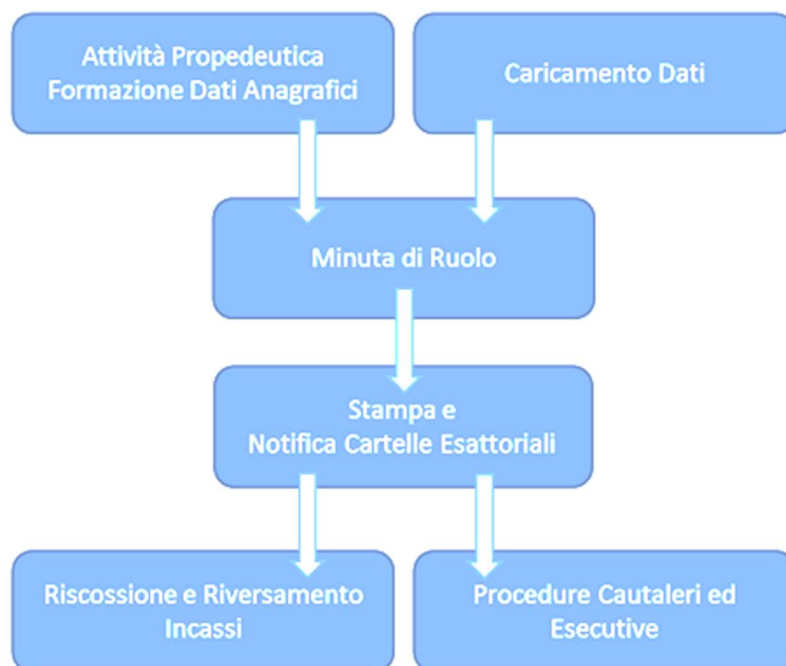 Attività Propedeutica
Formazione Dati Anagrafici
Caricamento Dati
Minuta di Ruolo
Stampa e
Notifica Cartelle Esattoriali
Riscossione e Riversamento
Incassi
Procedure Cautaleri ed
Esecutive